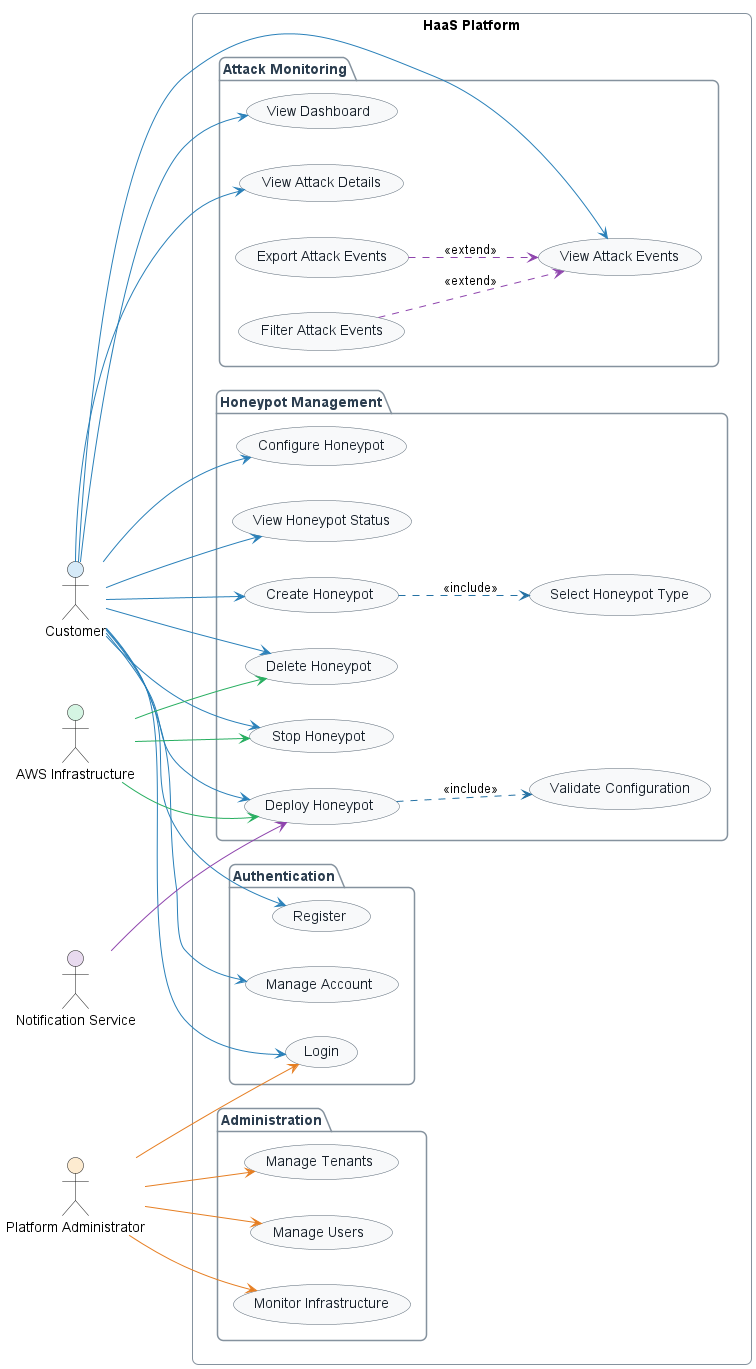 HaaS Platform
Attack Monitoring
View Dashboard
View Attack Details
Export Attack Events
«extend»
View Attack Events
«extend»
Filter Attack Events
Honeypot Management
Configure Honeypot
View Honeypot Status
Create Honeypot
«include»
Select Honeypot Type
Customer
Delete Honeypot
Stop Honeypot
AWS Infrastructure
Deploy Honeypot
«include»
Validate Configuration
Authentication
Register
Manage Account
Notification Service
Login
Administration
Manage Tenants
Platform Administrator
Manage Users
Monitor Infrastructure